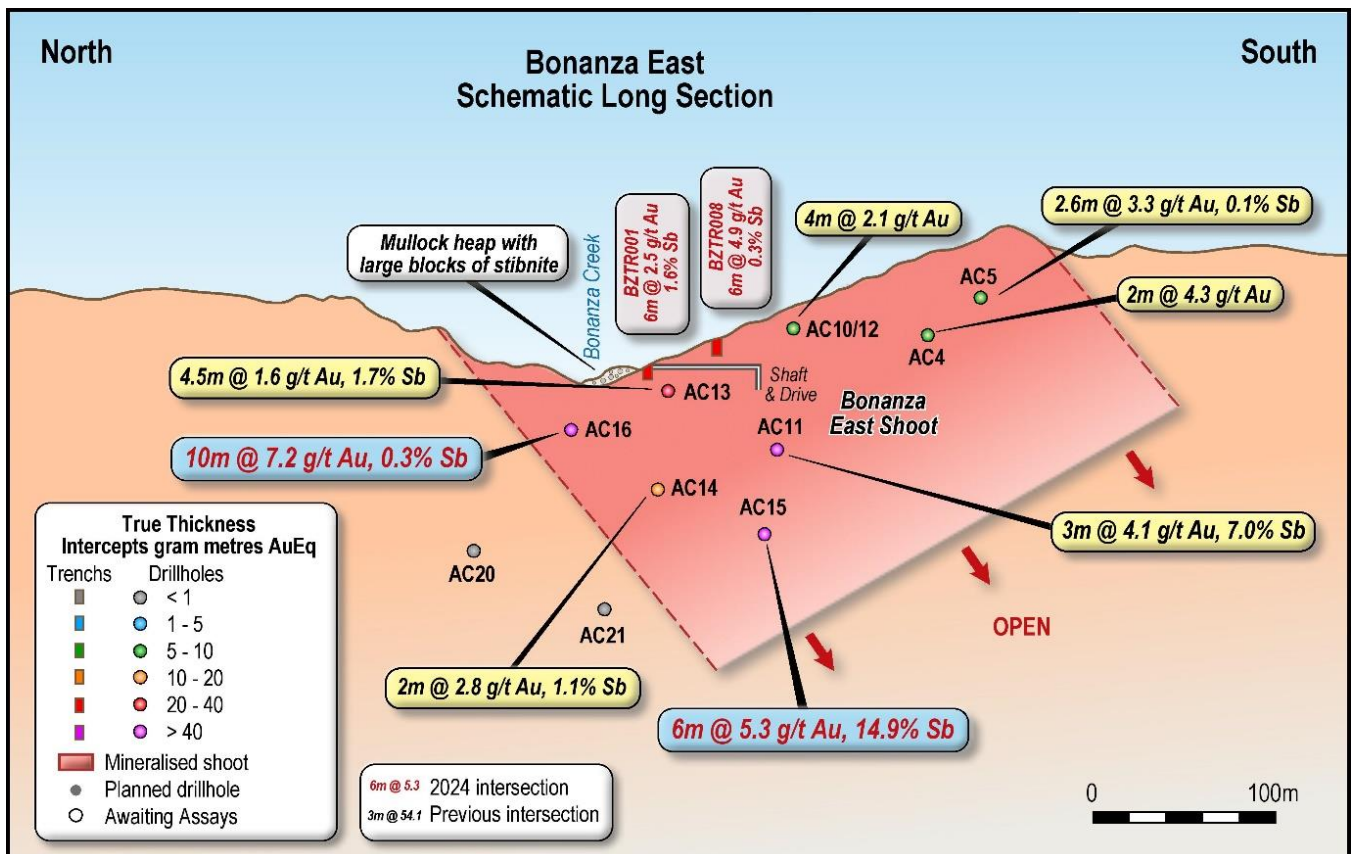 North
South
Bonanza East
Schematic Long Section
Mullock heap with
large blocks of stibnite
Bonanza Creek
BZTR001
6m @ 2.5 g/t Au
1.6% Sb
BZTR008
6m @ 4.9 g/t Au
0.3% Sb
4m @ 2.1 g/t Au
2.6m @ 3.3 g/t Au, 0.1% Sb
2m @ 4.3 g/t Au
AC5
AC10/12
AC4
4.5m @ 1.6 g/t Au, 1.7% Sb
AC13
Shaft
& Drive
Bonanza
East Shoot
AC16
AC11
10m @ 7.2 g/t Au, 0.3% Sb
AC14
AC15
3m @ 4.1 g/t Au, 7.0% Sb
AC20
AC21
OPEN
2m @ 2.8 g/t Au, 1.1% Sb
6m @ 5.3 g/t Au, 14.9% Sb
True Thickness
Intercepts gram metres AuEq
Trenchs Drillholes
< 1
1 - 5
5 - 10
10 - 20
20 - 40
> 40
Mineralised shoot
Planned drillhole
Awaiting Assays
6m @ 5.3 2024 intersection
3m @ 54.1 Previous intersection
0 100m